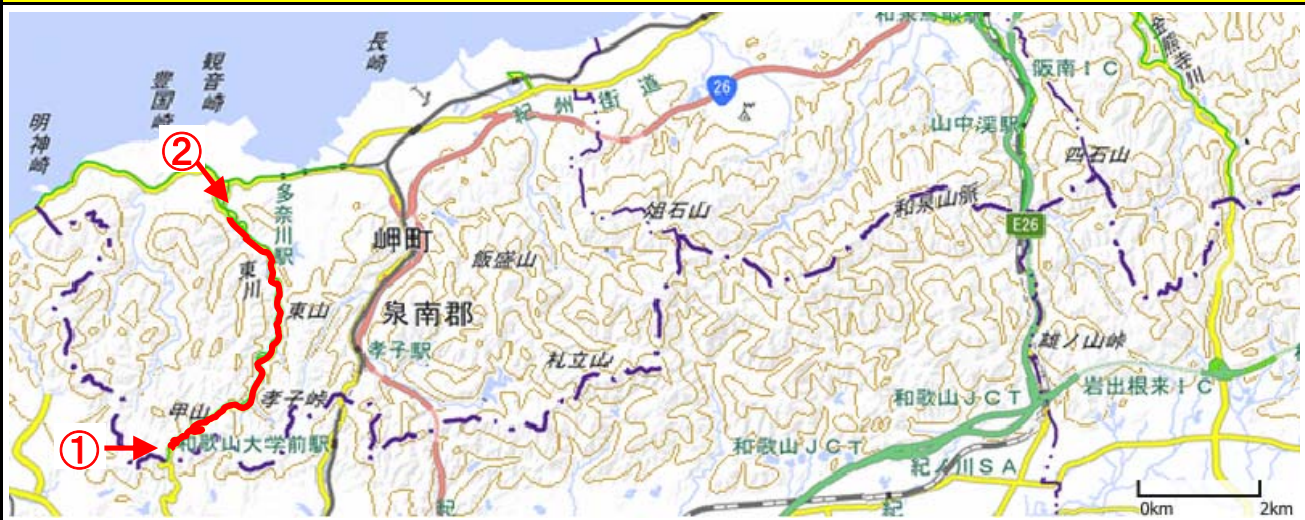 和泉鳥取駅
金熊寺川
長崎
観音崎
豊国崎
明神崎
阪南IC
26
紀州街道
山中渓駅
四石山
②
多奈川駅
俎石山
和泉山脈
E26
岬町
飯盛山
東川
東山
泉南郡
孝子駅
札立山
雄ノ山峠
岩出根来IC
甲山
孝子峠
和歌山JCT
①
和歌山大学前駅
和歌山JCT
紀ノ川SA
紀
紀
0km
2km